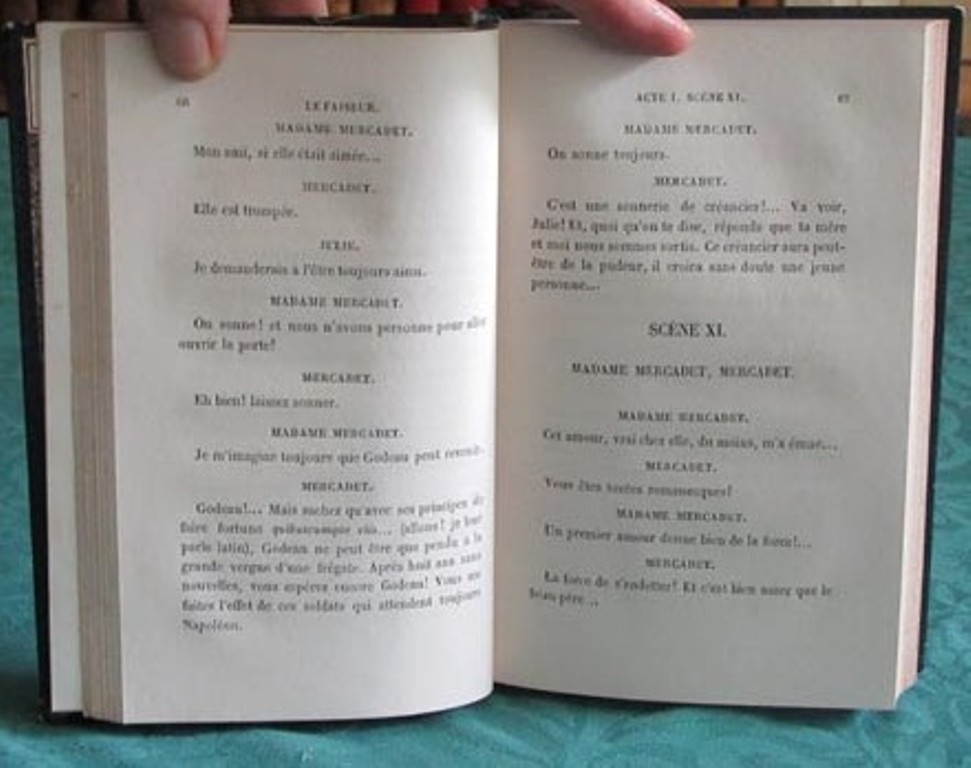 68 LE FAISEUR.
MADAME MERCADET.
Mon ami, si elle était aimée...
MERCADET.
Elle est trompée.
JULIE.
Je demanderais à l'être toujours ainsi.
MADAME MERCADET.
On sonne! et nous n'avons personne pour aller
ouvrir la porte!
MERCADET.
Eh bien! laissez sonner.
MADAME MERCADET.
Je m'imagine toujours que Godeau peut revenir.
MERCADET.
Godeau!... Mais sachez qu'avec ses principes de
faire fortune quibuscumque viis... (allons! je leur
parle latin), Godeau ne peut être que pendu à la
grande vergue d'une frégate. Après huit ans sans
nouvelles, vous espérez encore Godeau! Vous me
faites l'effet de ces soldats qui attendent toujours
Napoléon.
ACTE I. SCÈNE XI. 69
MADAME MERCADET.
On sonne toujours.
MERCADET.
C'est une sonnerie de créancier!... Va voir,
Julie! Et, quoi qu'on te dise, réponds que ta mère
et moi nous sommes sortis. Ce créancier aura peut-
être de la pudeur, il croira sans doute une jeune
personne...
SCÈNE XI.
MADAME MERCADET, MERCADET.
MADAME MERCADET.
Cet amour, vrai chez elle, du moins, m'a émue...
MERCADET.
Vous êtes toutes romanesques!
MADAME MERCADET.
Un premier amour donne bien de la force!...
MERCADET.
La force de s'endetter! Et c'est bien assez que le
beau-père...